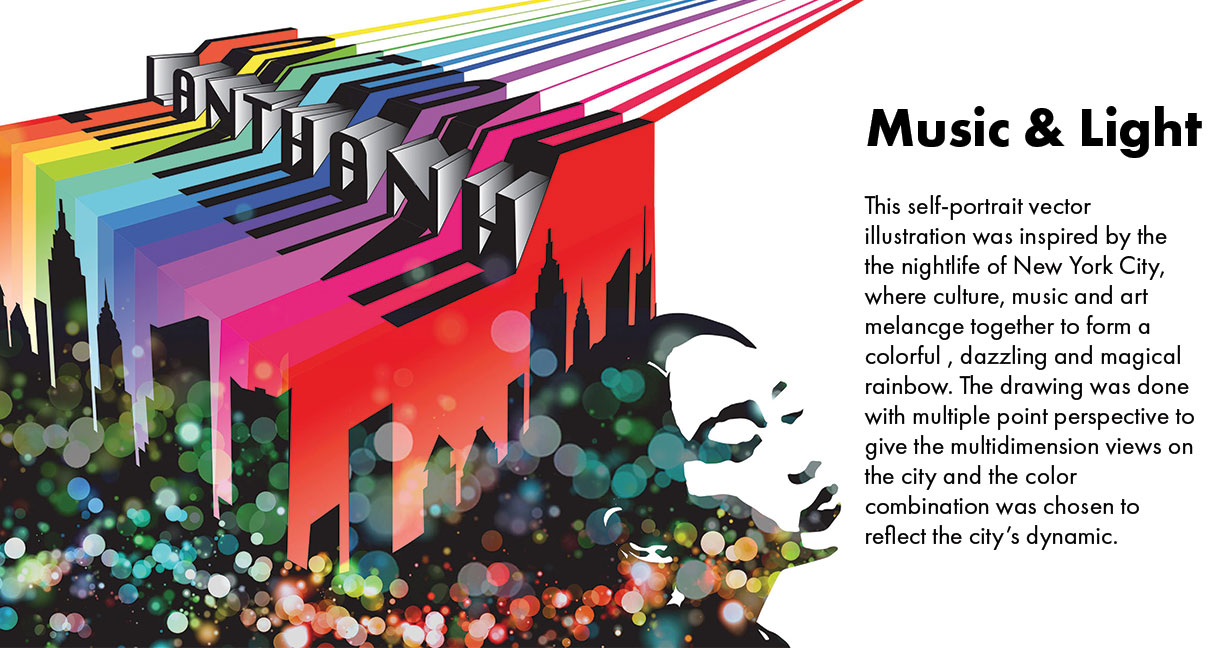 LANTHANH
Music & Light
This self-portrait vector
illustration was inspired by the
the nightlife of New York City,
where culture, music and art
melancge together to form a
colorful , dazzling and magical
rainbow. The drawing was done
with multiple point perspective to
give the multidimension views on
the city and the color
combination was chosen to
reflect the city’s dynamic.